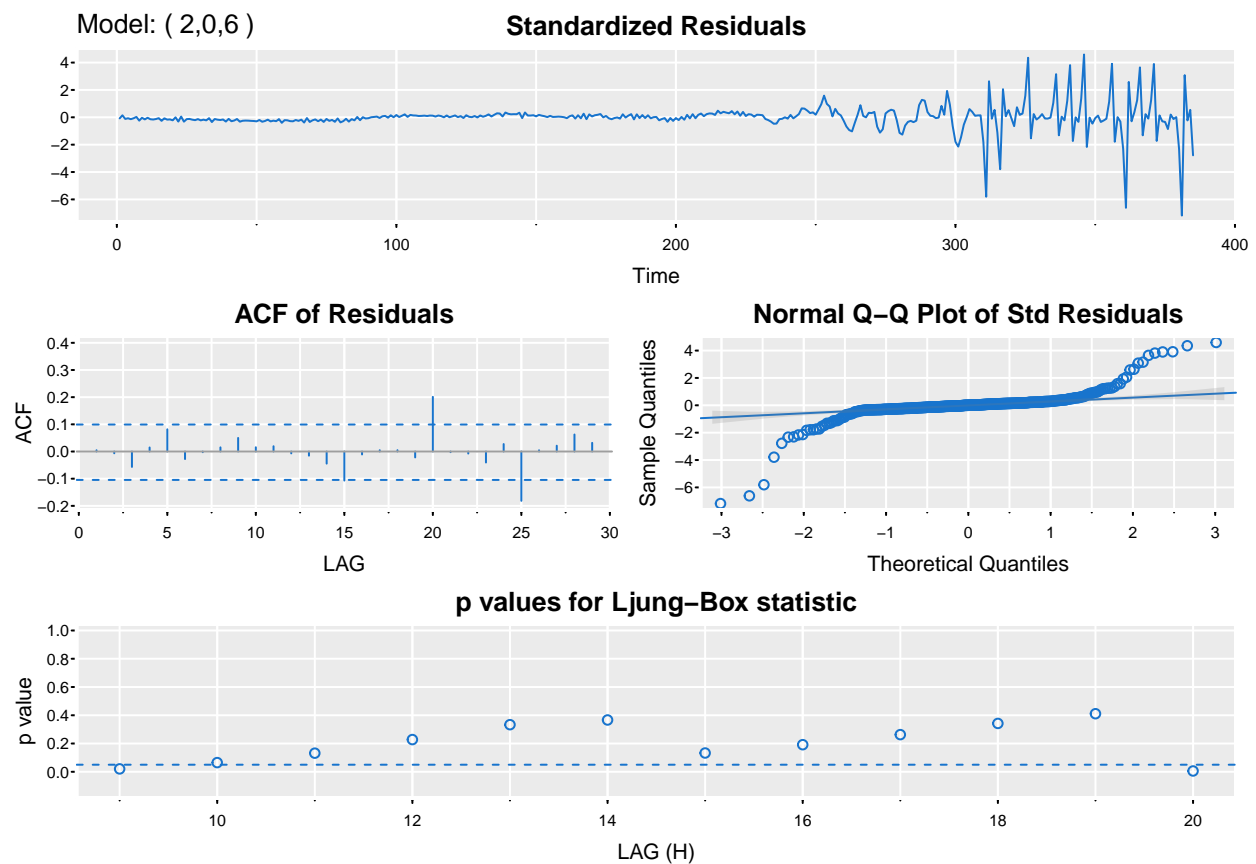 Model: ( 2,0,6 )
Standardized Residuals
4
2
0
−2
−4
−6
0 100 200 300 400
Time
ACF of Residuals
0.4
0.3
0.2
0.1
0.0
−0.1
−0.2
ACF
0 5 10 15 20 25 30
LAG
Normal Q−Q Plot of Std Residuals
4
2
0
−2
−4
−6
Sample Quantiles
−3 −2 −1 0 1 2 3
Theoretical Quantiles
p values for Ljung−Box statistic
1.0
0.8
0.6
0.4
0.2
0.0
p value
10 12 14 16 18 20
LAG (H)